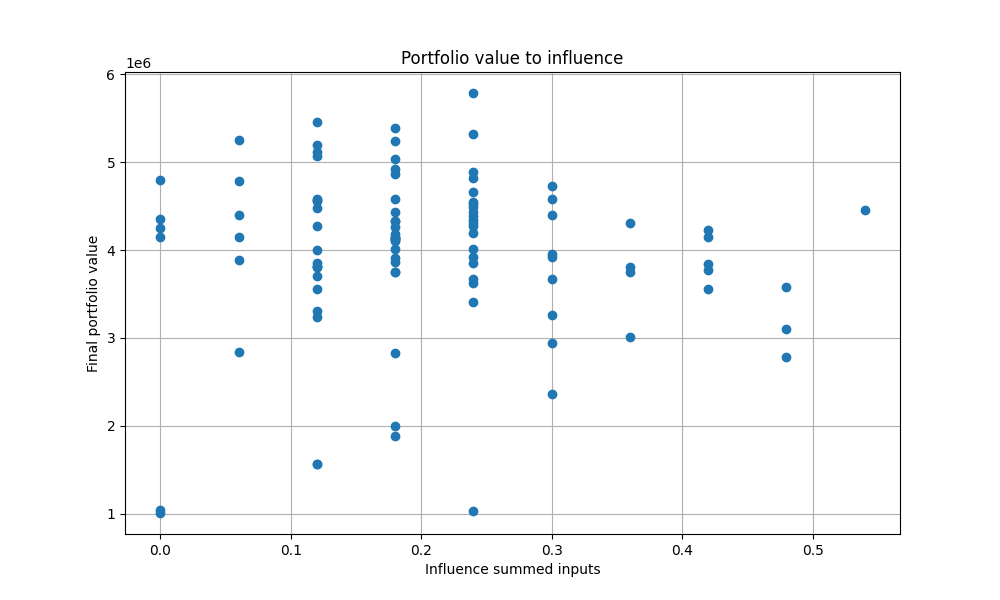 Portfolio value to influence
1e6
6
5
4
3
2
1
Final portfolio value
0.0 0.1 0.2 0.3 0.4 0.5
Influence summed inputs